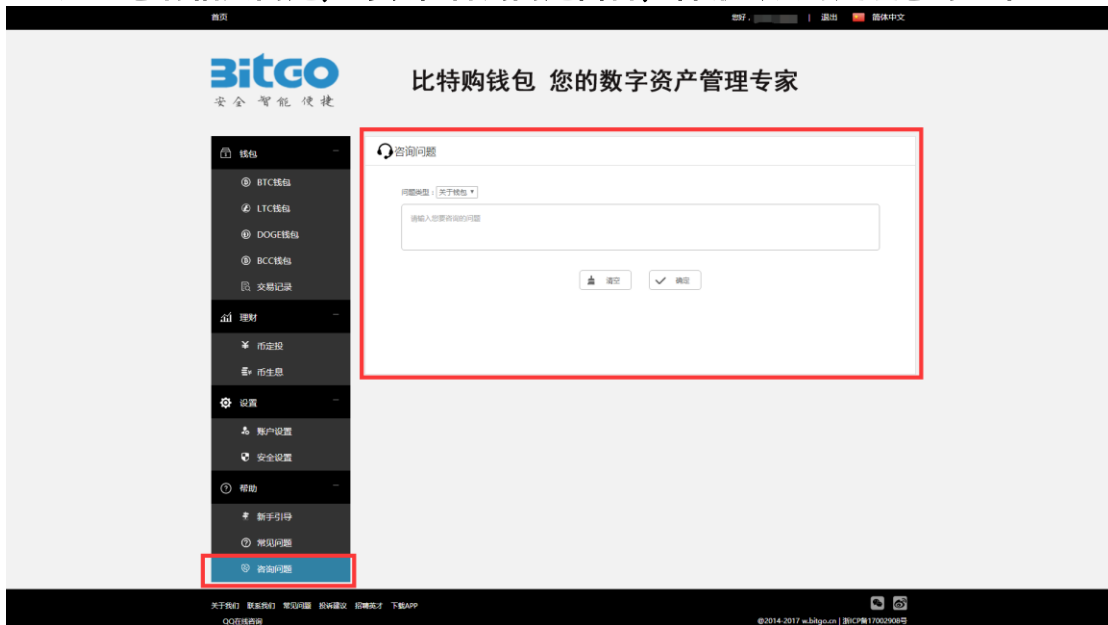 首页
您好， | 退出 简体中文
BitGO
安全 智能 便捷
比特购钱包 您的数字资产管理专家
钱包
BTC钱包
LTC钱包
DOGE钱包
BCC钱包
交易记录
理财
币定投
币生息
设置
账户设置
安全设置
帮助
新手引导
常见问题
咨询问题
咨询问题
问题类型：关于钱包
请输入您要咨询的问题
清空 确定
关于我们 联系我们 常见问题 投诉建议 招聘英才 下载APP
QQ在线咨询
©2014-2017 w.bitgo.cn | 浙ICP备17002908号